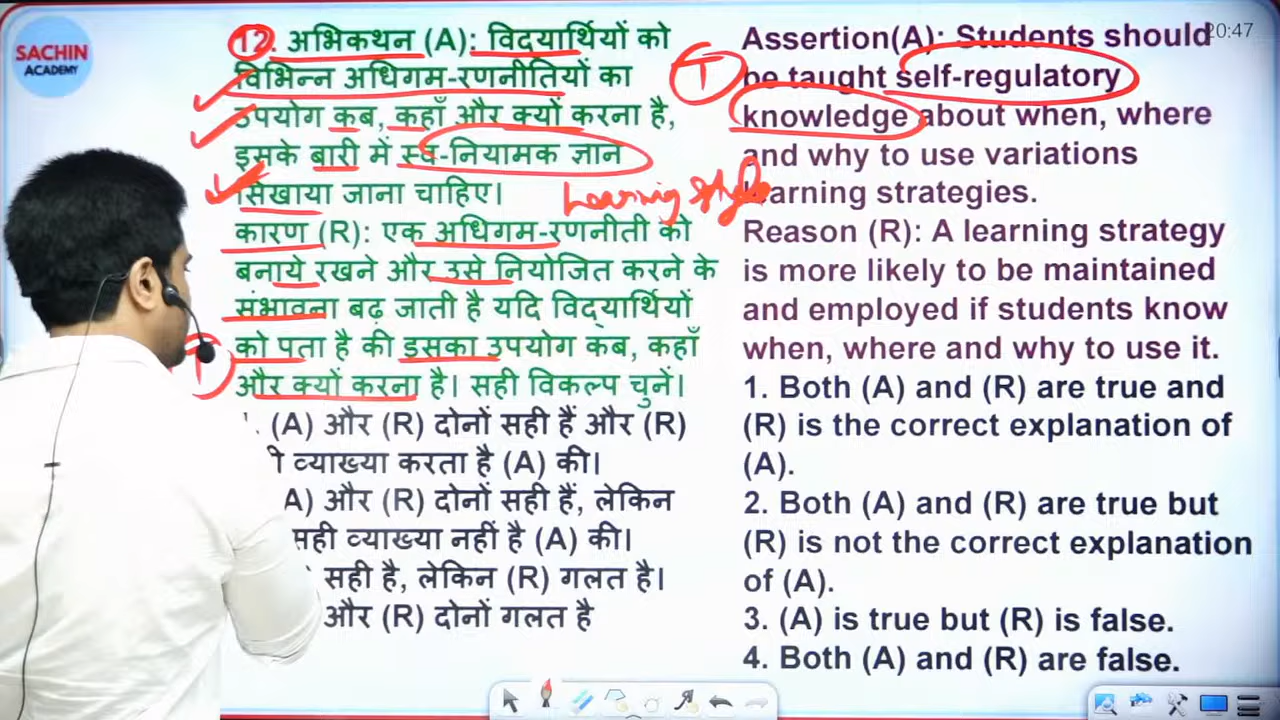 SACHIN
ACADEMY
12. अभिकथन (A): विद्यार्थियों को
विभिन्न अधिगम-रणनीतियों का
उपयोग कब, कहाँ और क्यों करना है,
इसके बारी में स्व-नियामक ज्ञान
सिखाया जाना चाहिए।
Learning Style
कारण (R): एक अधिगम-रणनीती को
बनाये रखने और उसे नियोजित करने के
संभावना बढ़ जाती है यदि विद्यार्थियों
को पता है की इसका उपयोग कब, कहाँ
और क्यों करना है। सही विकल्प चुनें।
(A) और (R) दोनों सही हैं और (R)
व्याख्या करता है (A) की।
A) और (R) दोनों सही हैं, लेकिन
सही व्याख्या नहीं है (A) की।
सही है, लेकिन (R) गलत है।
और (R) दोनों गलत है
20:47
Assertion(A): Students should
T
be taught self-regulatory
knowledge about when, where
and why to use variations
learning strategies.
Reason (R): A learning strategy
is more likely to be maintained
and employed if students know
when, where and why to use it.
T
1. Both (A) and (R) are true and
(R) is the correct explanation of
(A).
2. Both (A) and (R) are true but
(R) is not the correct explanation
of (A).
3. (A) is true but (R) is false.
4. Both (A) and (R) are false.